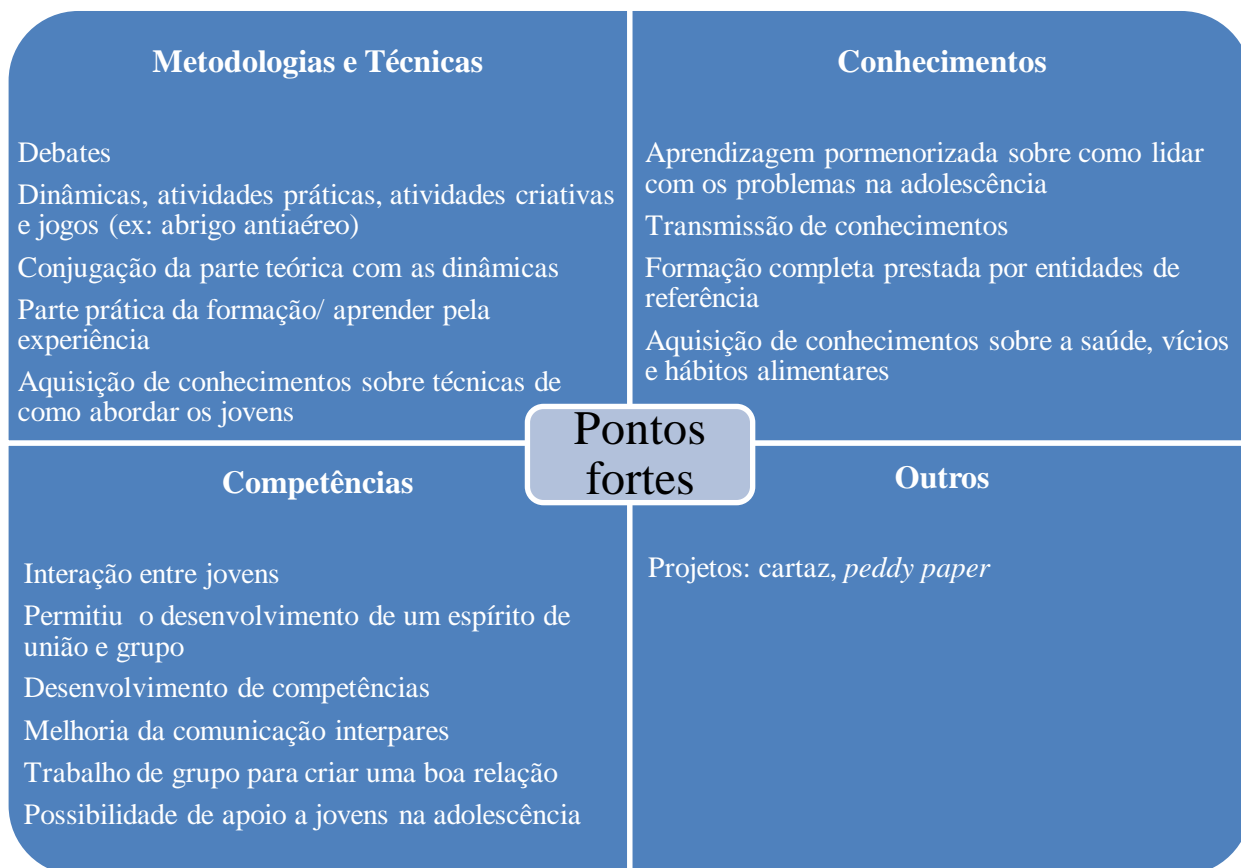 Metodologias e Técnicas
Debates
Dinâmicas, atividades práticas, atividades criativas
e jogos (ex: abrigo antiaéreo)
Conjugação da parte teórica com as dinâmicas
Parte prática da formação/ aprender pela
experiência
Aquisição de conhecimentos sobre técnicas de
como abordar os jovens
Conhecimentos
Aprendizagem pormenorizada sobre como lidar
com os problemas na adolescência
Transmissão de conhecimentos
Formação completa prestada por entidades de
referência
Aquisição de conhecimentos sobre a saúde, vícios
e hábitos alimentares
Pontos
fortes
Competências
Interação entre jovens
Permitiu o desenvolvimento de um espírito de
união e grupo
Desenvolvimento de competências
Melhoria da comunicação interpares
Trabalho de grupo para criar uma boa relação
Possibilidade de apoio a jovens na adolescência
Outros
Projetos: cartaz, peddy paper